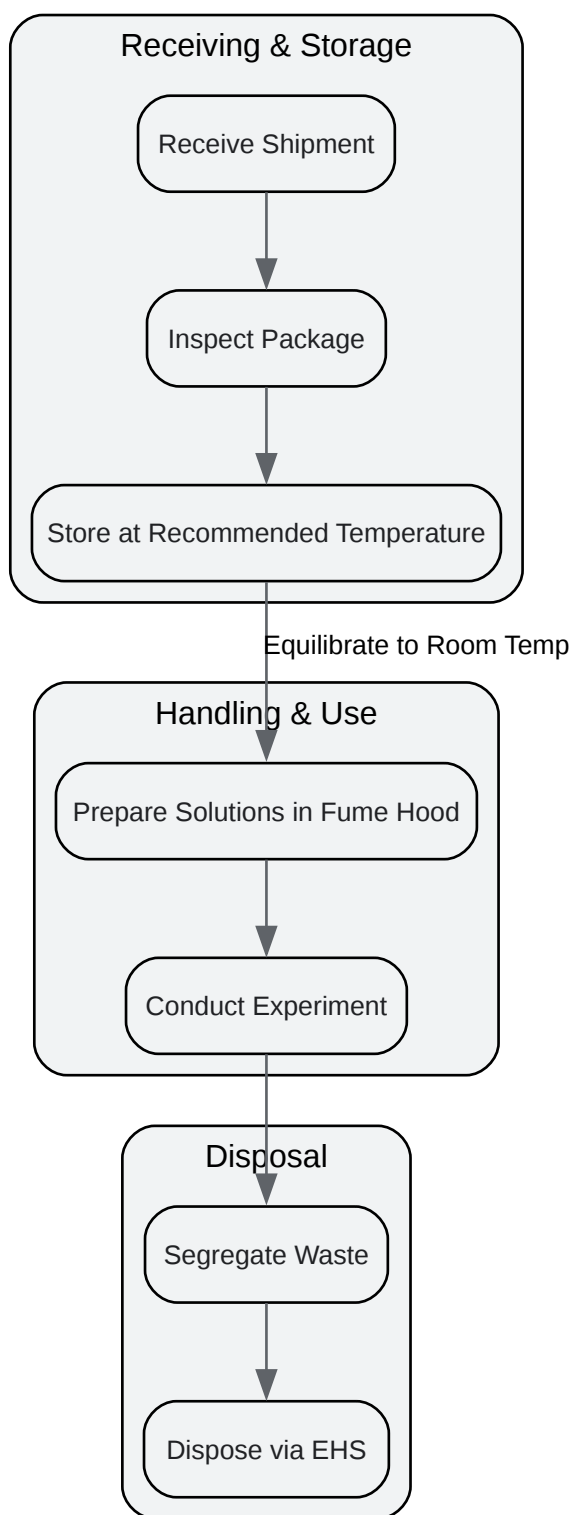 Receiving & Storage
Receive Shipment
Inspect Package
Store at Recommended Temperature
Equilibrate to Room Temp
Handling & Use
Prepare Solutions in Fume Hood
Conduct Experiment
Disposal
Segregate Waste
Dispose via EHS